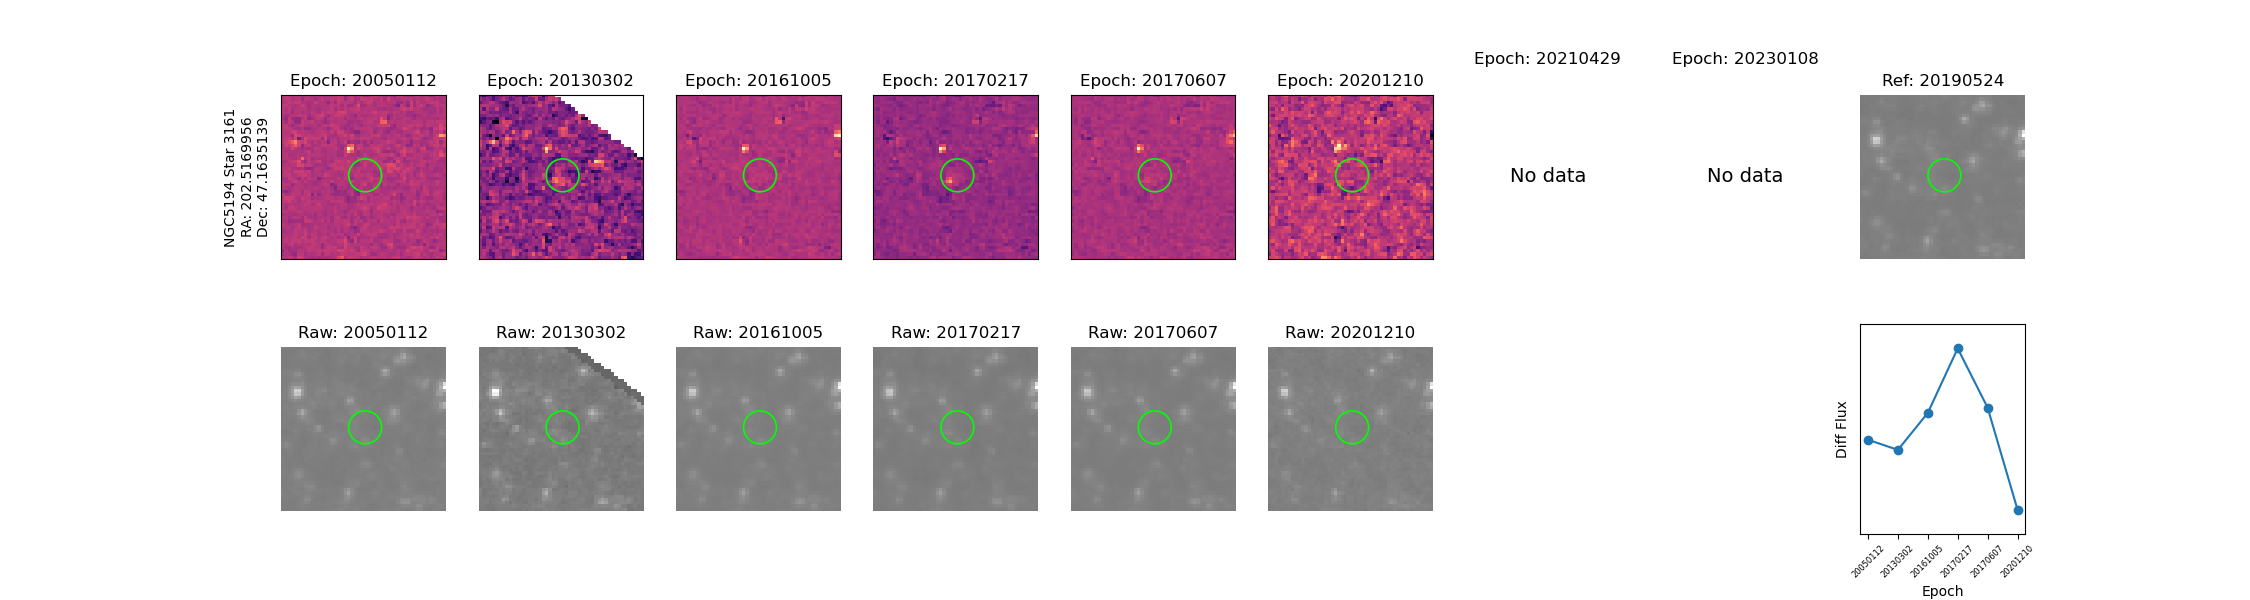 Epoch: 20210429
Epoch: 20230108
Epoch: 20050112
Epoch: 20130302
Epoch: 20161005
Epoch: 20170217
Epoch: 20170607
Epoch: 20201210
Ref: 20190524
NGC5194 Star 3161
RA: 202.5169956
Dec: 47.1635139
No data
No data
Raw: 20050112
Raw: 20130302
Raw: 20161005
Raw: 20170217
Raw: 20170607
Raw: 20201210
Diff Flux
20050112
20130302
20161005
20170217
20170607
20201210
Epoch